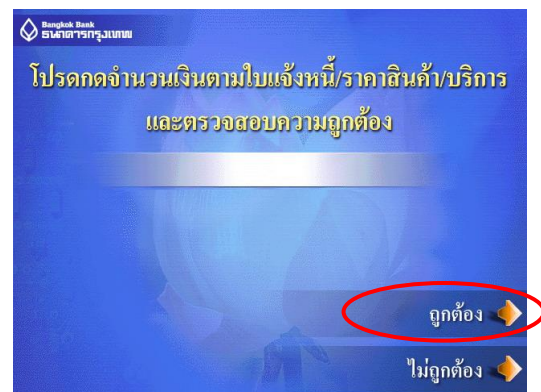 Bangkok Bank
ธนาคารกรุงเทพ
โปรดกดจำนวนเงินตามใบแจ้งหนี้/ราคาสินค้า/บริการ
และตรวจสอบความถูกต้อง
ถูกต้อง
ไม่ถูกต้อง